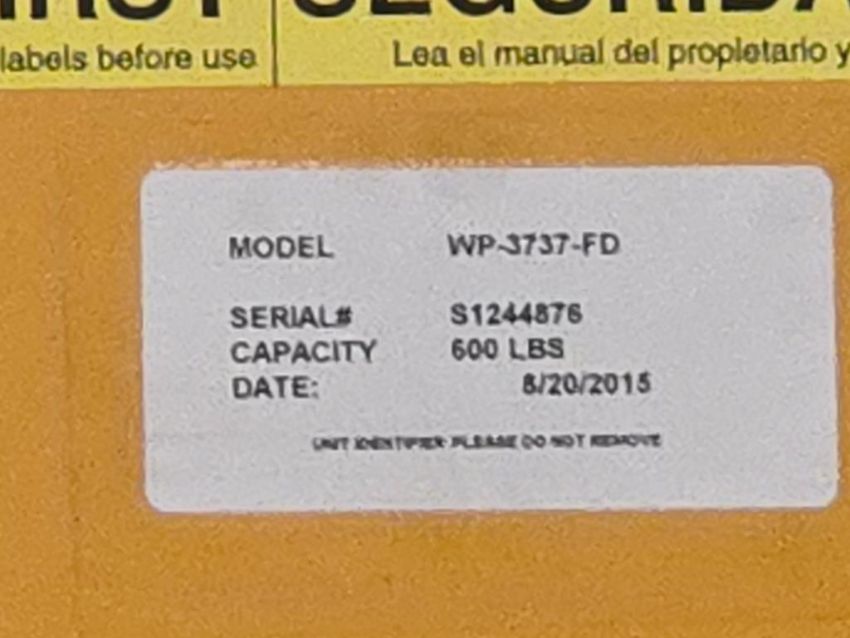 labels before use
SEGURIDA
Lea el manual del propietario y
MODEL WP-3737-FD
SERIAL# S1244876
CAPACITY 600 LBS
DATE: 8/20/2015
UNIT IDENTIFIER PLEASE DO NOT REMOVE